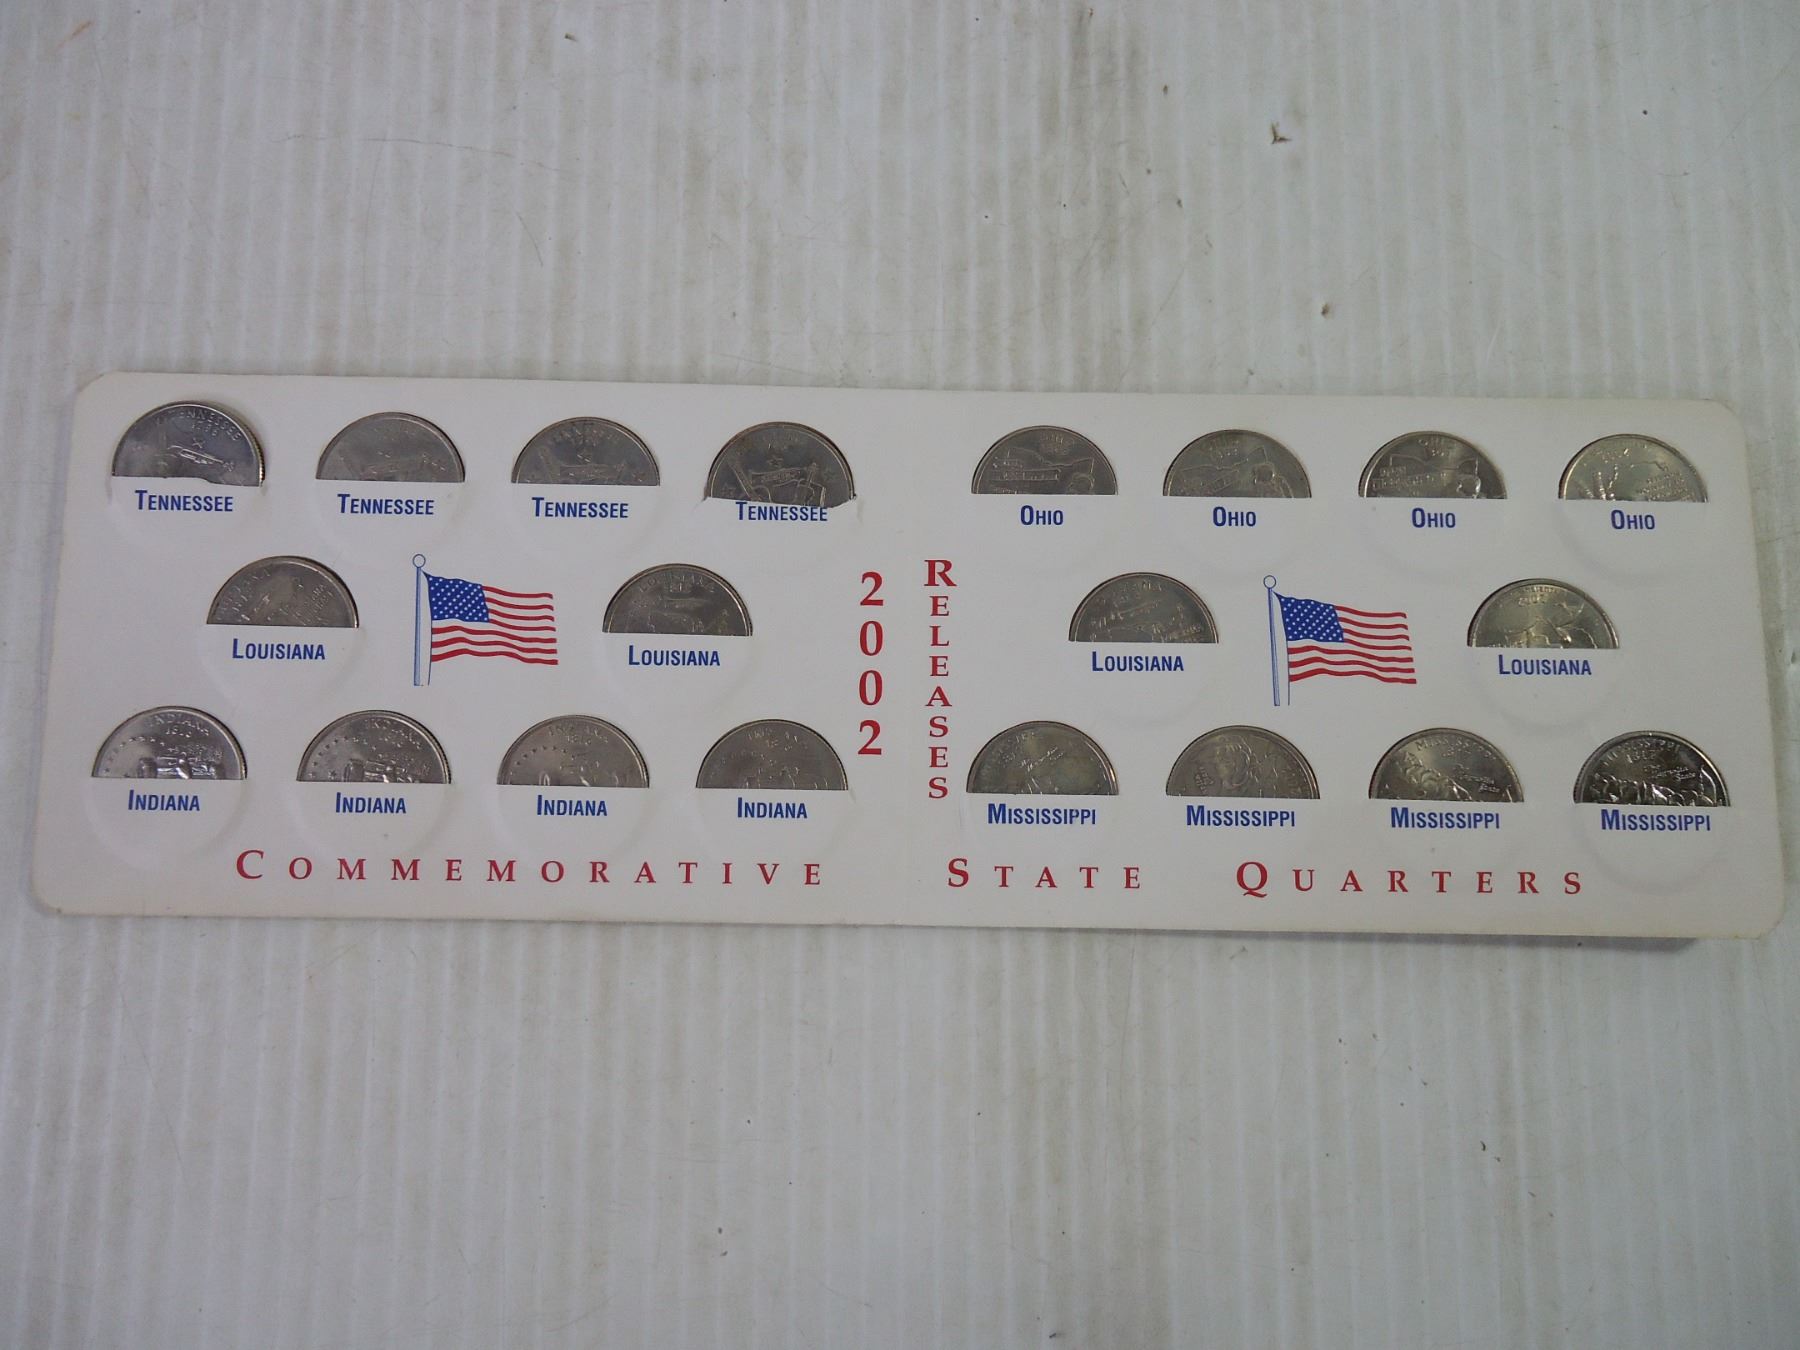 TENNESSEE TENNESSEE TENNESSEE TENNESSEE OHIO OHIO OHIO OHIO
LOUISIANA LOUISIANA LOUISIANA LOUISIANA
2002
RELEASES
INDIANA INDIANA INDIANA INDIANA MISSISSIPPI MISSISSIPPI MISSISSIPPI MISSISSIPPI
COMMEMORATIVE STATE QUARTERS